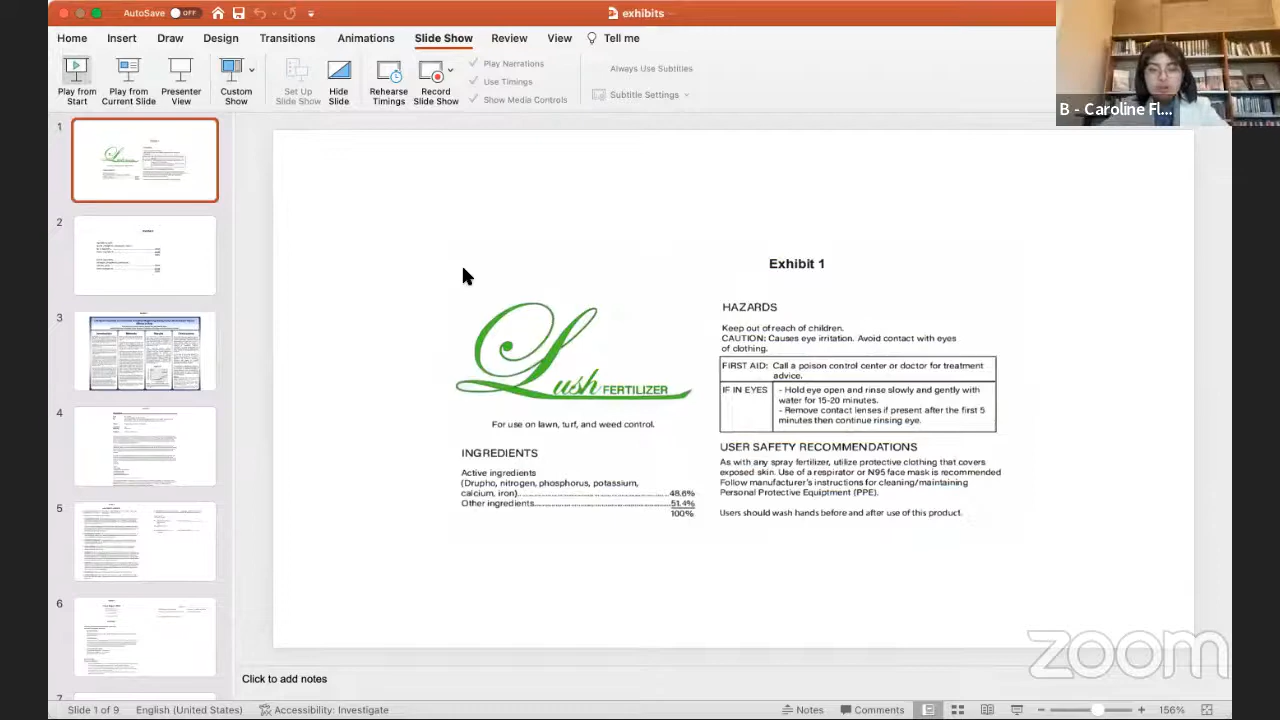 AutoSave OFF
exhibits
Home Insert Draw Design Transitions Animations Slide Show Review View Tell me
Play from Start
Play from Current Slide
Presenter View
Custom Show
Set Up Slide Show
Hide Slide
Rehearse Timings
Record Slide Show
Play Narrations
Use Timings
Show Media Controls
Always Use Subtitles
Subtitle Settings
B - Caroline Fl...
1
2
3
4
5
6
7
Exhibit 1
Lush FERTILIZER
For use on lawn, turf, and weed control.
INGREDIENTS
Active ingredients
(Drupho, nitrogen, phosphorus, potassium,
calcium, iron)...48.6%
Other ingredients...51.4%
100%
HAZARDS
Keep out of reach of children.
CAUTION: Causes eye irritation. Avoid contact with eyes
of clothing.
FIRST AID: Call a poison control center or doctor for treatment
advice.
IF IN EYES - Hold eye open and rinse slowly and gently with
water for 15-20 minutes.
- Remove contact lenses if present after the first 5
minutes then continue rinsing eye.
USER SAFETY RECOMMENDATIONS
As with any spray fertilizer, utilize protective clothing that covers
exposed skin. Use of a respirator or N95 face mask is recommended
Follow manufacturer's instructions for cleaning/maintaining
Personal Protective Equipment (PPE).
Users should wash hands before and after use of this product.
zoom
Click to add notes
Slide 1 of 9 English (United States) Accessibility: Investigate Notes Comments 156%